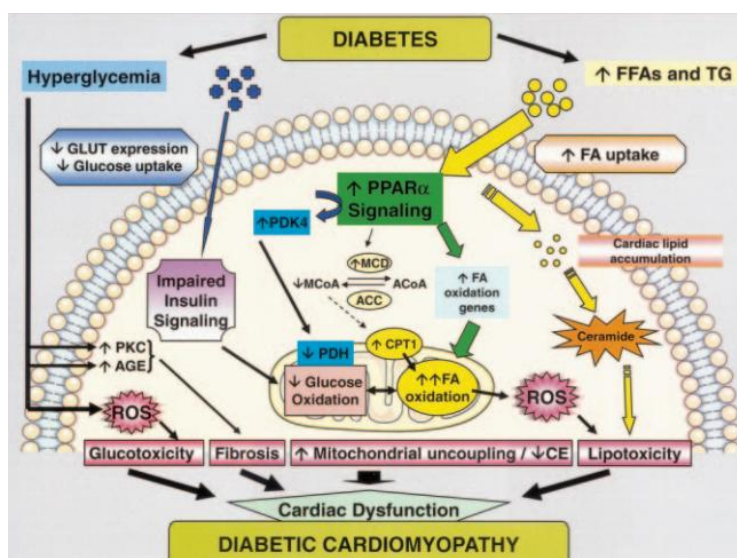 DIABETES
Hyperglycemia
↑ FFAs and TG
↓ GLUT expression
↓ Glucose uptake
↑ FA uptake
↑ PPARα
Signaling
↑PDK4
Cardiac lipid
accumulation
↑MCD
↓MCoA
ACoA
ACC
↑ FA
oxidation
genes
Impaired
Insulin
Signaling
Ceramide
↑ PKC
↑ AGE
↓ PDH
↑ CPT1
↓ Glucose
Oxidation
↑↑FA
oxidation
ROS
ROS
Glucotoxicity
Fibrosis
↑ Mitochondrial uncoupling / ↓CE
Lipotoxicity
Cardiac Dysfunction
DIABETIC CARDIOMYOPATHY